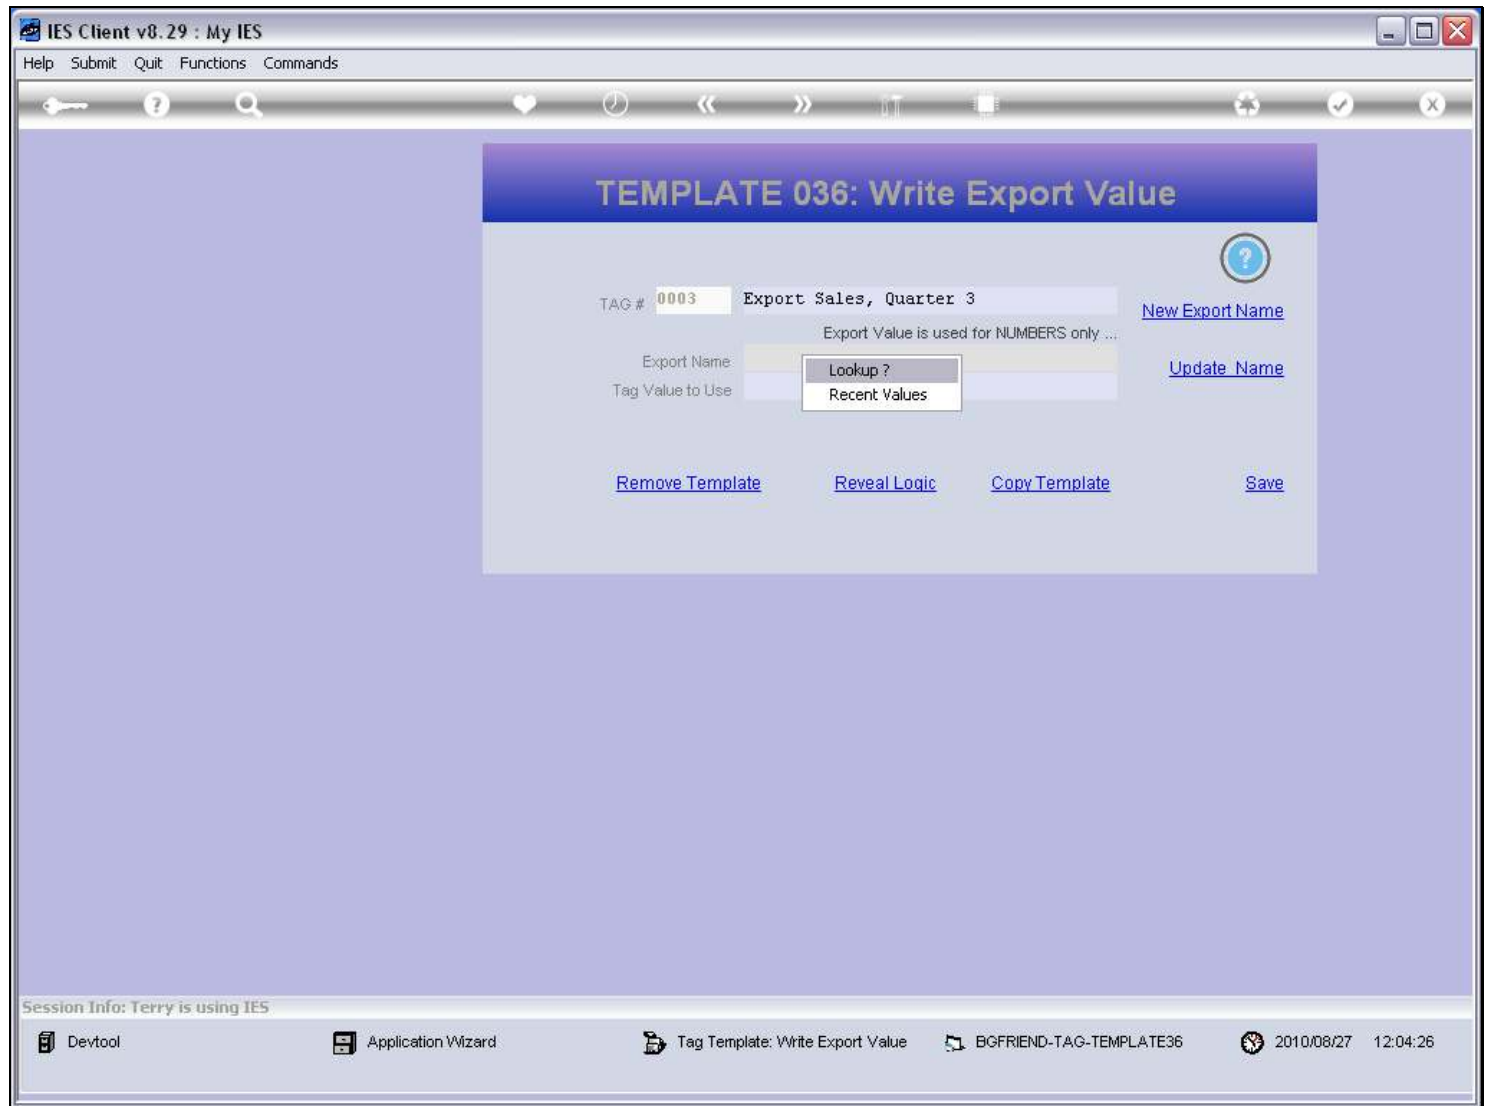 IES Client v8.29 : My IES
Help Submit Quit Functions Commands
TEMPLATE 036: Write Export Value
TAG # 0003 Export Sales, Quarter 3
New Export Name
Export Value is used for NUMBERS only ...
Export Name
Lookup ?
Update Name
Tag Value to Use
Recent Values
Remove Template Reveal Logic Copy Template Save
Session Info: Terry is using IES
Devtool Application Wizard Tag Template: Write Export Value BGFRIEND-TAG-TEMPLATE36 2010/08/27 12:04:26